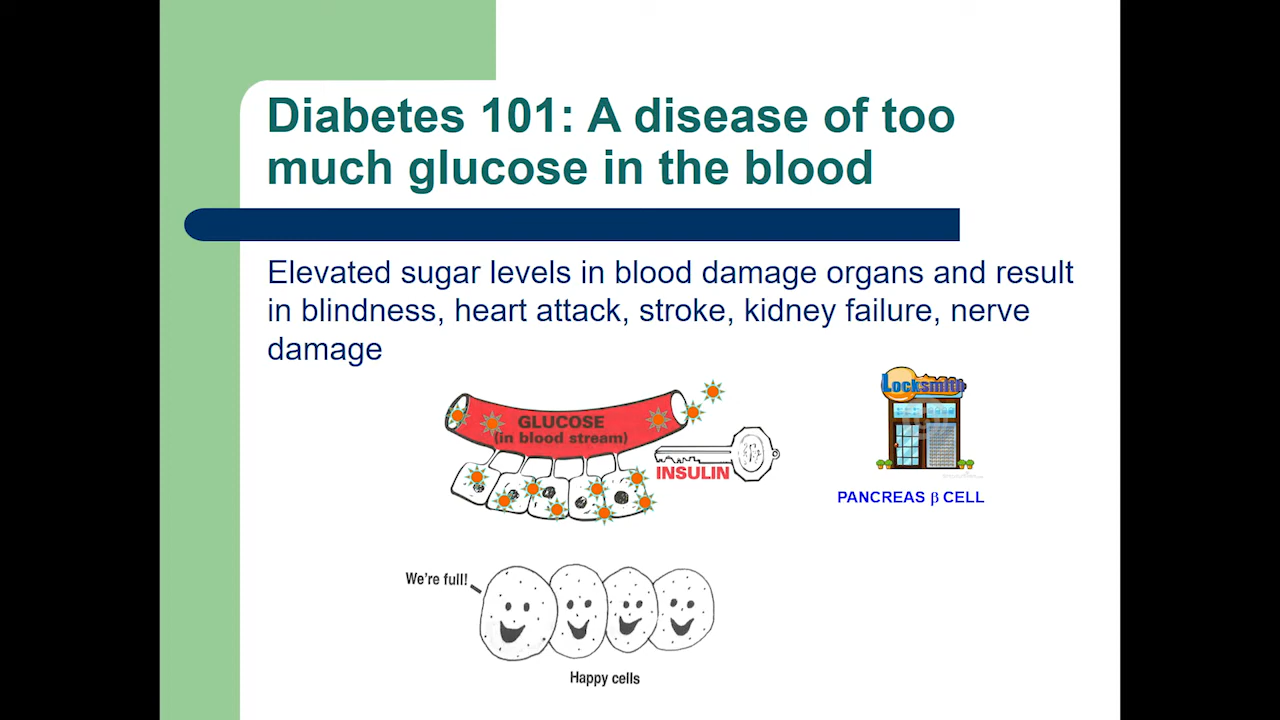 Diabetes 101: A disease of too
much glucose in the blood
Elevated sugar levels in blood damage organs and result
in blindness, heart attack, stroke, kidney failure, nerve
damage
Locksmith
GLUCOSE
(in blood stream)
INSULIN
PANCREAS β CELL
We're full!
Happy cells